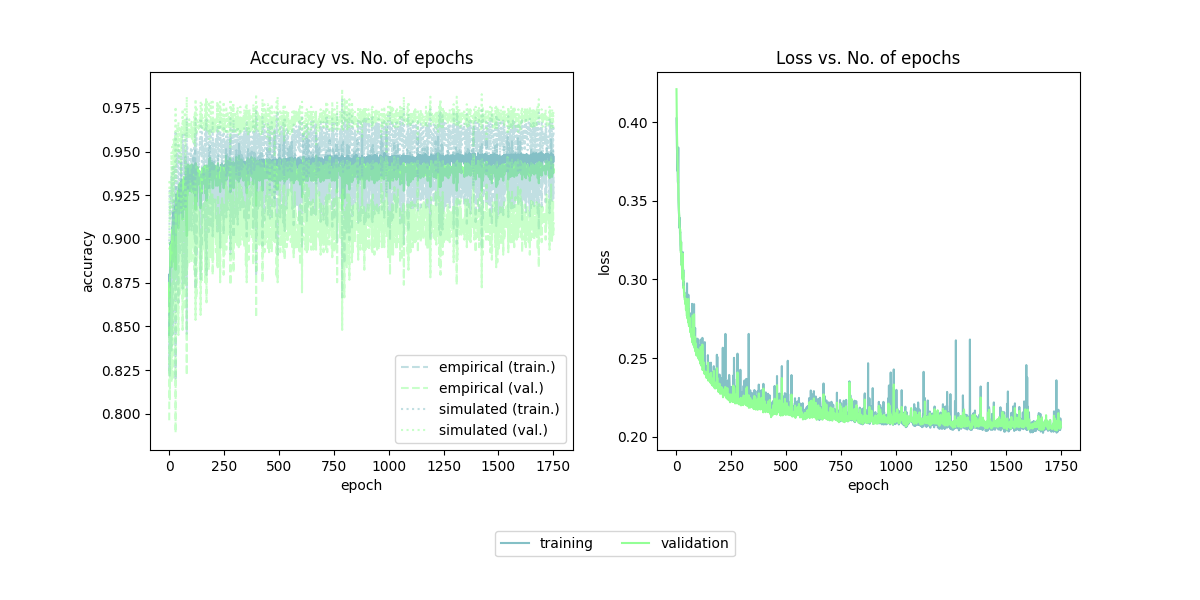 Accuracy vs. No. of epochs
accuracy
0.975
0.950
0.925
0.900
0.875
0.850
0.825
0.800
empirical (train.)
empirical (val.)
simulated (train.)
simulated (val.)
0 250 500 750 1000 1250 1500 1750
epoch
Loss vs. No. of epochs
loss
0.40
0.35
0.30
0.25
0.20
0 250 500 750 1000 1250 1500 1750
epoch
training validation